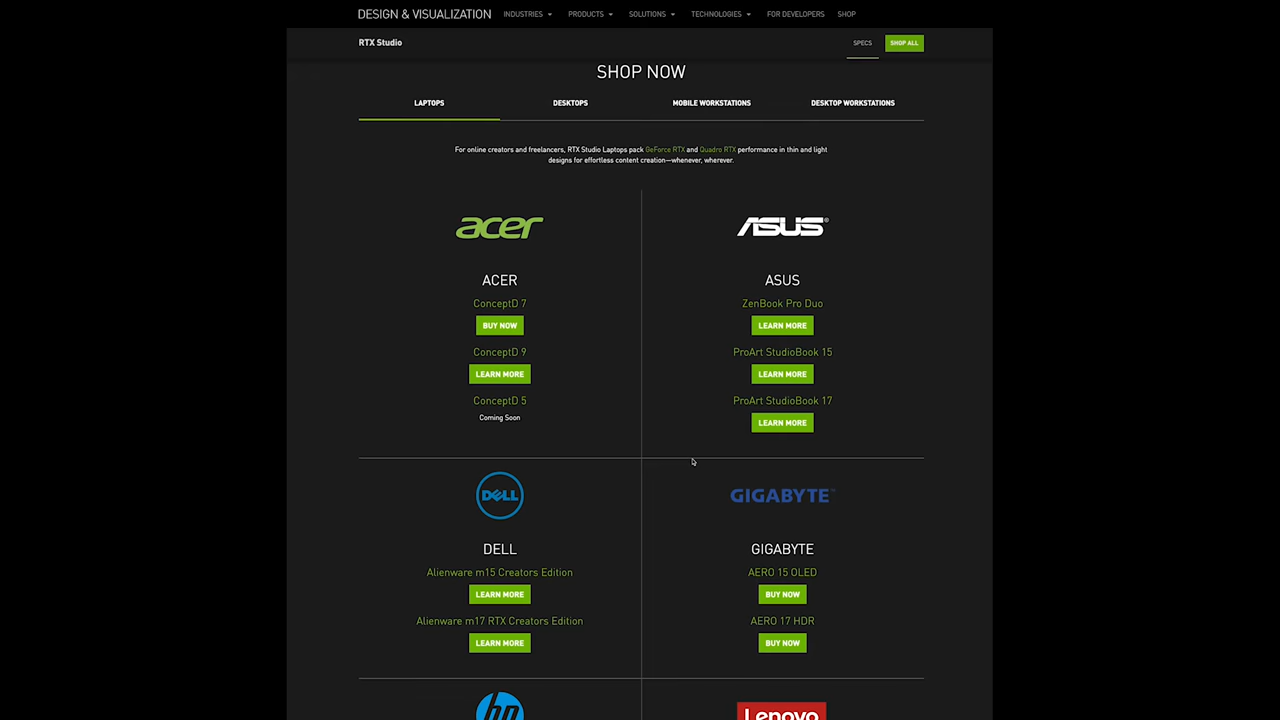 DESIGN & VISUALIZATION INDUSTRIES PRODUCTS SOLUTIONS TECHNOLOGIES FOR DEVELOPERS SHOP
RTX Studio SPECS SHOP ALL
SHOP NOW
LAPTOPS DESKTOPS MOBILE WORKSTATIONS DESKTOP WORKSTATIONS
For online creators and freelancers, RTX Studio Laptops pack GeForce RTX and Quadro RTX performance in thin and light
designs for effortless content creation—whenever, wherever.
acer
ACER
ConceptD 7
BUY NOW
ConceptD 9
LEARN MORE
ConceptD 5
Coming Soon
ASUS®
ASUS
ZenBook Pro Duo
LEARN MORE
ProArt StudioBook 15
LEARN MORE
ProArt StudioBook 17
LEARN MORE
DELL
DELL
Alienware m15 Creators Edition
LEARN MORE
Alienware m17 RTX Creators Edition
LEARN MORE
GIGABYTE™
GIGABYTE
AERO 15 OLED
BUY NOW
AERO 17 HDR
BUY NOW
hp
Lenovo